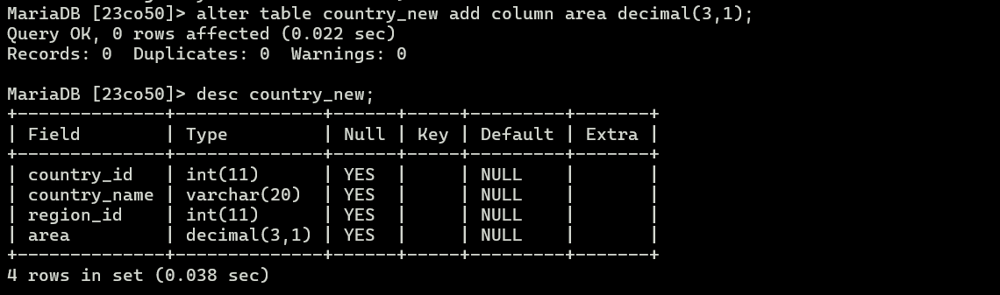 MariaDB [23co50]> alter table country_new add column area decimal(3,1);
Query OK, 0 rows affected (0.022 sec)
Records: 0  Duplicates: 0  Warnings: 0

MariaDB [23co50]> desc country_new;
+--------------+--------------+------+-----+---------+-------+
| Field        | Type         | Null | Key | Default | Extra |
+--------------+--------------+------+-----+---------+-------+
| country_id   | int(11)      | YES  |     | NULL    |       |
| country_name | varchar(20)  | YES  |     | NULL    |       |
| region_id    | int(11)      | YES  |     | NULL    |       |
| area         | decimal(3,1) | YES  |     | NULL    |       |
+--------------+--------------+------+-----+---------+-------+
4 rows in set (0.038 sec)